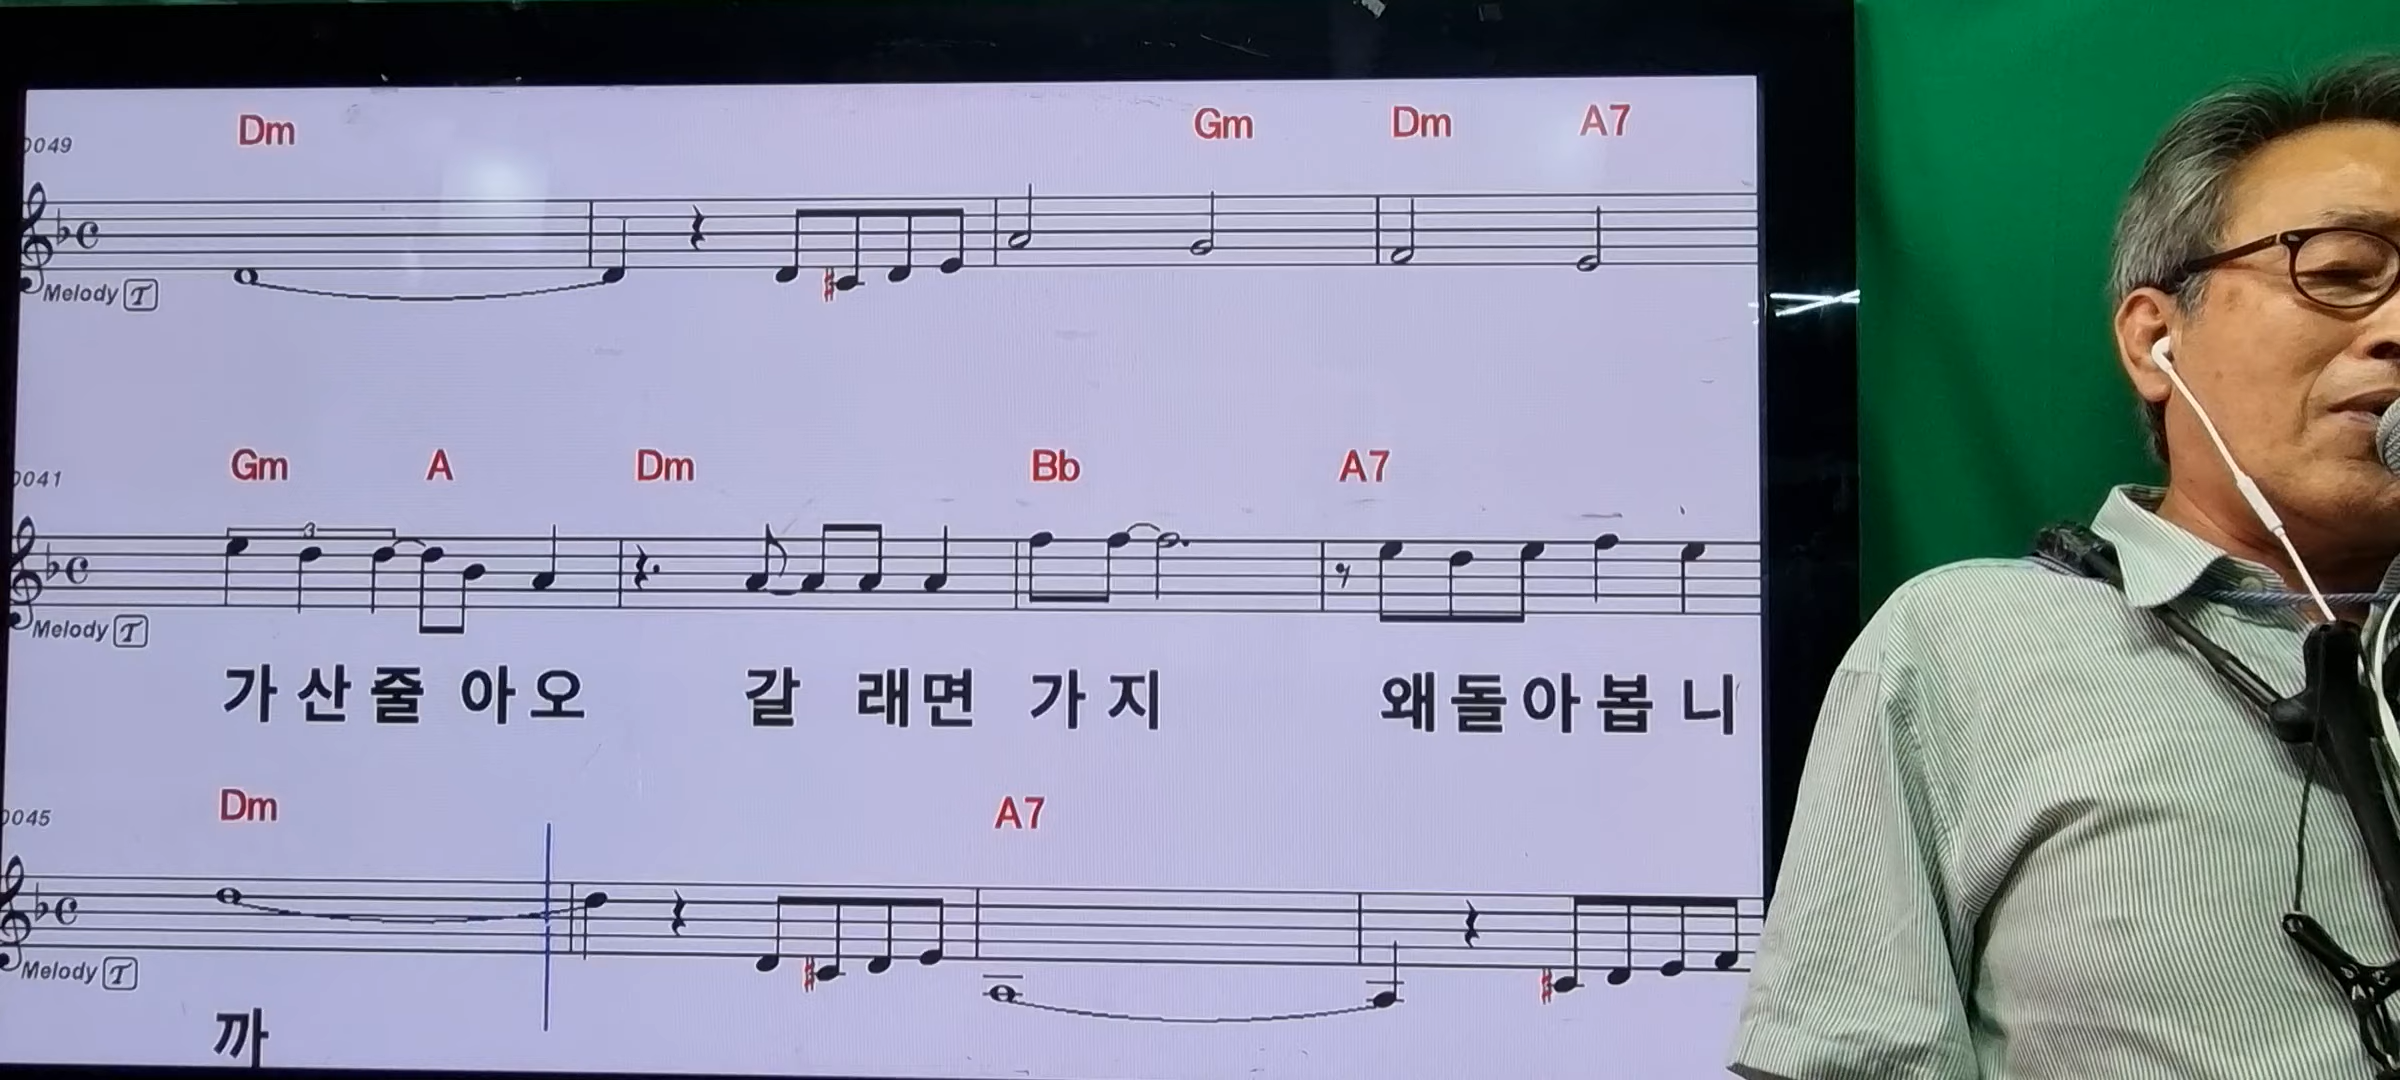 Dm Gm Dm A7
0049
Melody T
Gm A Dm Bb A7
0041
3
Melody T
가 산 줄 아 오 갈 래 면 가 지 왜 돌 아 봅 니
Dm A7
0045
Melody T
까